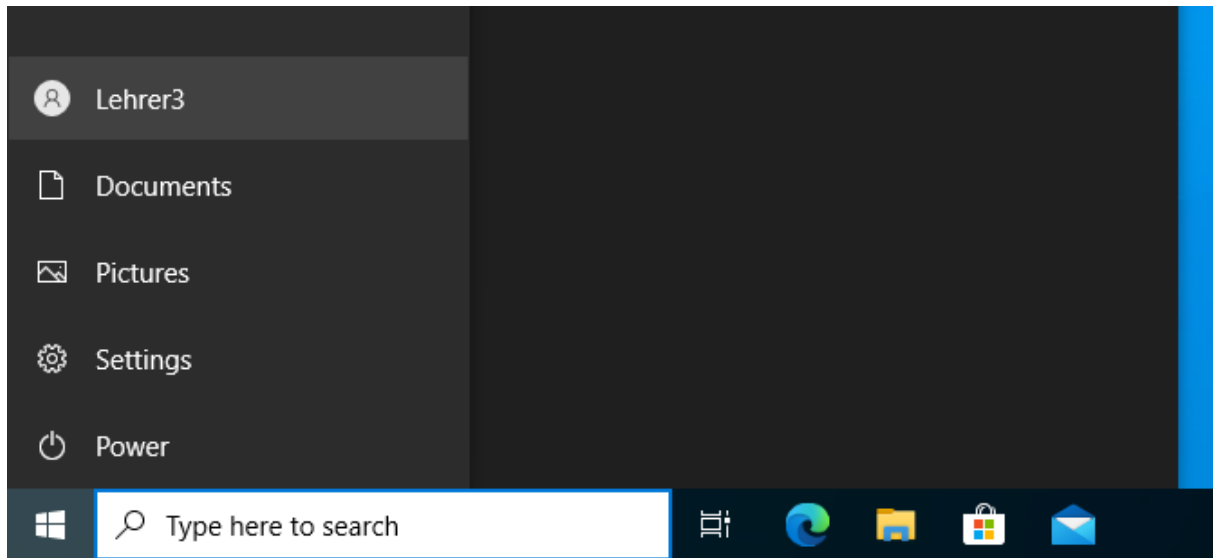 Lehrer3
Documents
Pictures
Settings
Power
Type here to search